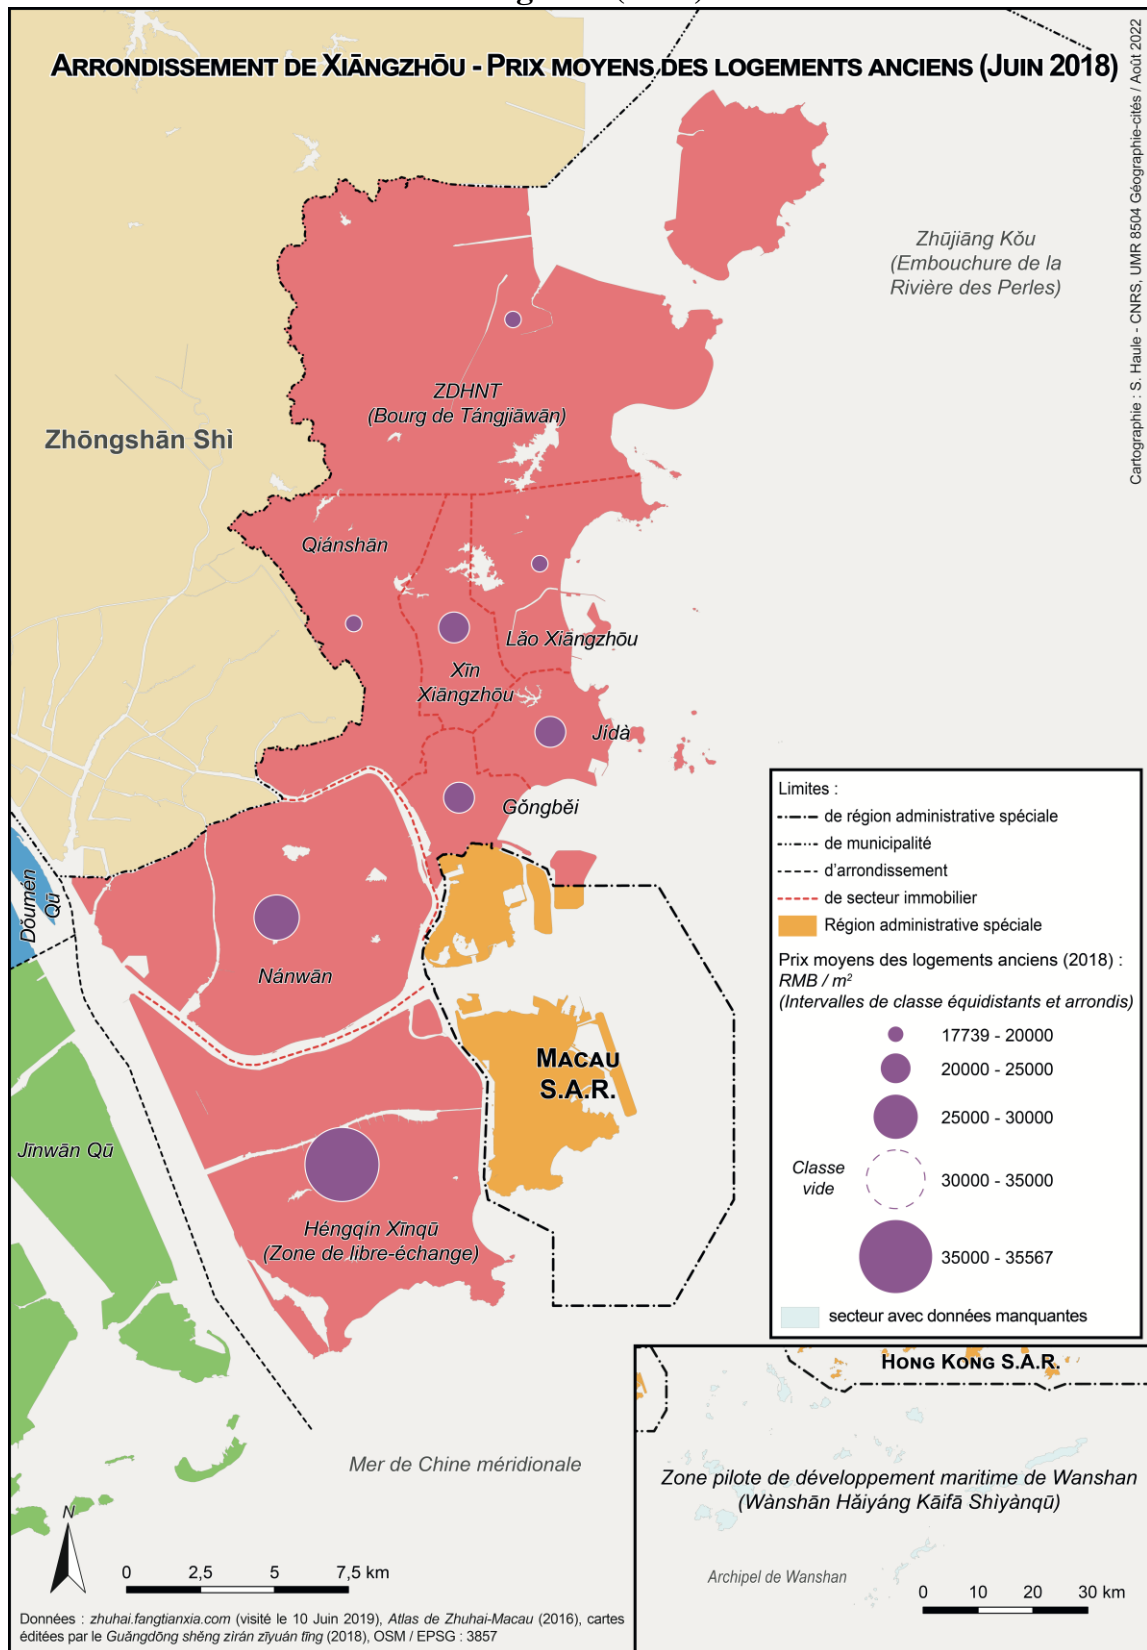 ARRONDISSEMENT DE XIĀNGZHŌU - PRIX MOYENS DES LOGEMENTS ANCIENS (JUIN 2018)
Cartographie : S. Haule - CNRS, UMR 8504 Géographie-cités / Août 2022
Zhūjiāng Kǒu
(Embouchure de la
Rivière des Perles)
ZDHNT
(Bourg de Tángjiāwān)
Zhōngshān Shì
Qiánshān
Lǎo Xiāngzhōu
Xīn
Xiāngzhōu
Jídà
Gǒngběi
Dòumén
Qū
Nánwān
MACAU
S.A.R.
Jīnwān Qū
Héngqín Xīnqū
(Zone de libre-échange)
Limites :
de région administrative spéciale
de municipalité
d'arrondissement
de secteur immobilier
Région administrative spéciale
Prix moyens des logements anciens (2018) :
RMB / m²
(Intervalles de classe équidistants et arrondis)
17739 - 20000
20000 - 25000
25000 - 30000
Classe
vide
30000 - 35000
35000 - 35567
secteur avec données manquantes
HONG KONG S.A.R.
Mer de Chine méridionale
Zone pilote de développement maritime de Wanshan
(Wànshān Hǎiyáng Kāifā Shìyànqū)
Archipel de Wanshan
N
0 2,5 5 7,5 km
0 10 20 30 km
Données : zhuhai.fangtianxia.com (visité le 10 Juin 2019), Atlas de Zhuhai-Macau (2016), cartes
éditées par le Guǎngdōng shěng zìrán zīyuán tīng (2018), OSM / EPSG : 3857